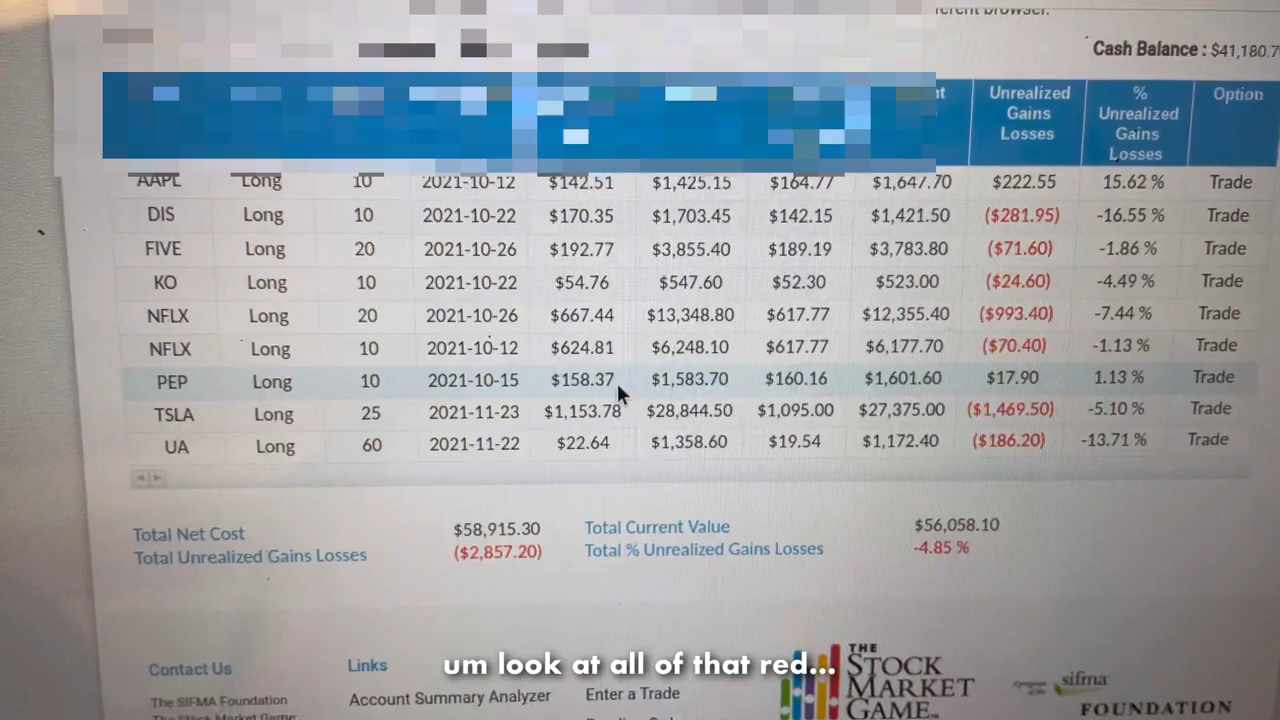 ferent browser.
Cash Balance : $41,180.7
nt Unrealized Gains Losses % Unrealized Gains Losses Option
AAPL Long 10 2021-10-12 $142.51 $1,425.15 $164.77 $1,647.70 $222.55 15.62 % Trade
DIS Long 10 2021-10-22 $170.35 $1,703.45 $142.15 $1,421.50 ($281.95) -16.55 % Trade
FIVE Long 20 2021-10-26 $192.77 $3,855.40 $189.19 $3,783.80 ($71.60) -1.86 % Trade
KO Long 10 2021-10-22 $54.76 $547.60 $52.30 $523.00 ($24.60) -4.49 % Trade
NFLX Long 20 2021-10-26 $667.44 $13,348.80 $617.77 $12,355.40 ($993.40) -7.44 % Trade
NFLX Long 10 2021-10-12 $624.81 $6,248.10 $617.77 $6,177.70 ($70.40) -1.13 % Trade
PEP Long 10 2021-10-15 $158.37 $1,583.70 $160.16 $1,601.60 $17.90 1.13 % Trade
TSLA Long 25 2021-11-23 $1,153.78 $28,844.50 $1,095.00 $27,375.00 ($1,469.50) -5.10 % Trade
UA Long 60 2021-11-22 $22.64 $1,358.60 $19.54 $1,172.40 ($186.20) -13.71 % Trade
Total Net Cost $58,915.30 Total Current Value $56,058.10
Total Unrealized Gains Losses ($2,857.20) Total % Unrealized Gains Losses -4.85 %
um look at all of that red...
Contact Us Links
The SIFMA Foundation Account Summary Analyzer Enter a Trade
The Stock Market Game
THE
STOCK
MARKET
GAME
sifma
FOUNDATION